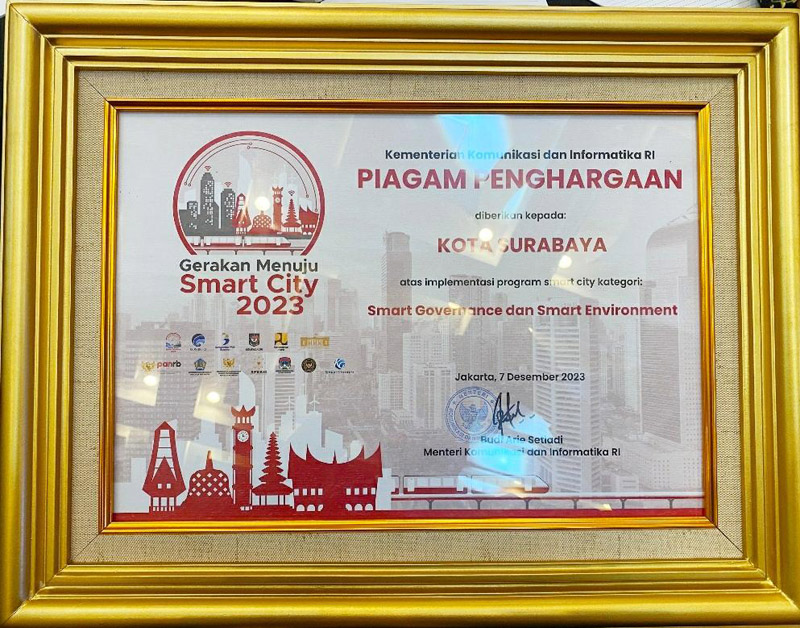 Gerakan Menuju
Smart City
2023
panrb
Kementerian Komunikasi dan Informatika RI
PIAGAM PENGHARGAAN
diberikan kepada:
KOTA SURABAYA
atas implementasi program smart city kategori:
Smart Governance dan Smart Environment
Jakarta, 7 Desember 2023
Budi Arie Setiadi
Menteri Komunikasi dan Informatika RI